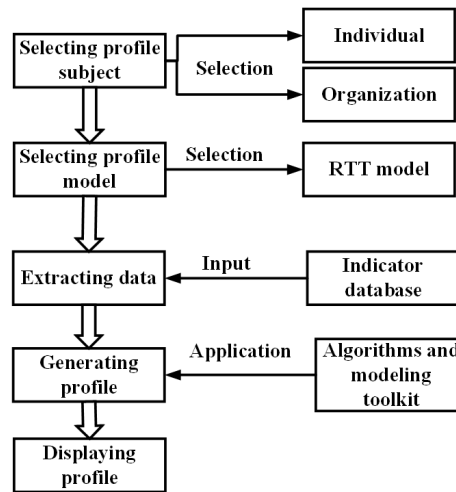 Selecting profile
subject
Selection
Individual
Organization
Selecting profile
model
Selection
RTT model
Extracting data
Input
Indicator
database
Generating
profile
Application
Algorithms and
modeling
toolkit
Displaying
profile